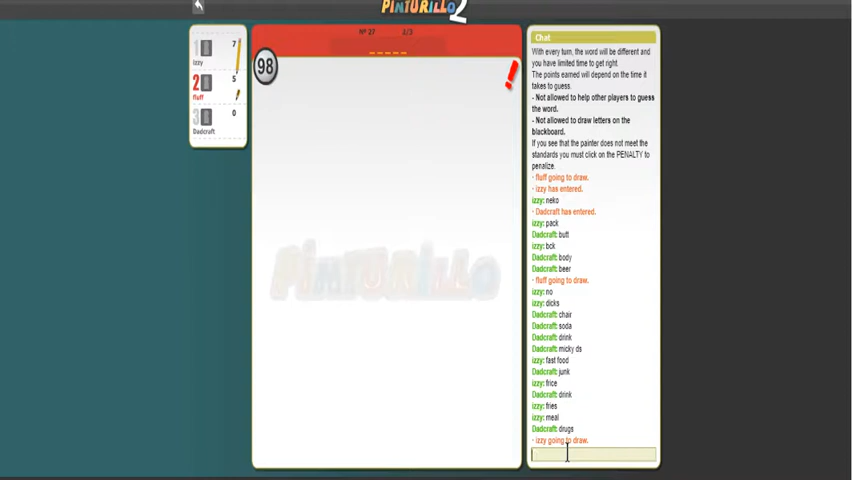 PINTURILLO 2
Nº 27 2/3
_ _ _ _ _
98
1 7
izzy
2 5
fluff
3 0
Dadcraft
PINTURILLO
Chat
With every turn, the word will be different and
you have limited time to get right.
The points earned will depend on the time it
takes to guess.
- Not allowed to help other players to guess
the word.
- Not allowed to draw letters on the
blackboard.
If you see that the painter does not meet the
standards you must click on the PENALTY to
penalize.
· fluff going to draw.
· izzy has entered.
izzy: neko
· Dadcraft has entered.
izzy: pack
Dadcraft: butt
izzy: bck
Dadcraft: body
Dadcraft: beer
· fluff going to draw.
izzy: no
izzy: dicks
Dadcraft: chair
Dadcraft: soda
Dadcraft: drink
Dadcraft: micky ds
izzy: fast food
Dadcraft: junk
izzy: frice
Dadcraft: drink
izzy: fries
izzy: meal
Dadcraft: drugs
· izzy going to draw.